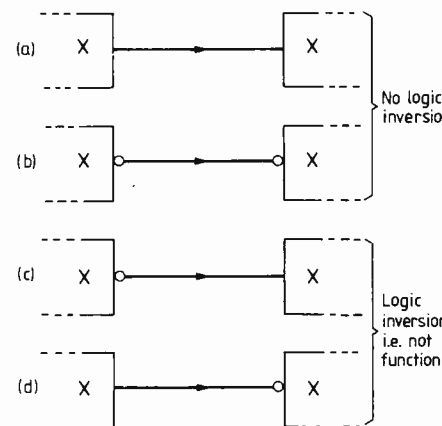 (a) X X
No logic
inversion
(b) X X
(c) X X
Logic
inversion
i.e. not
function
(d) X X